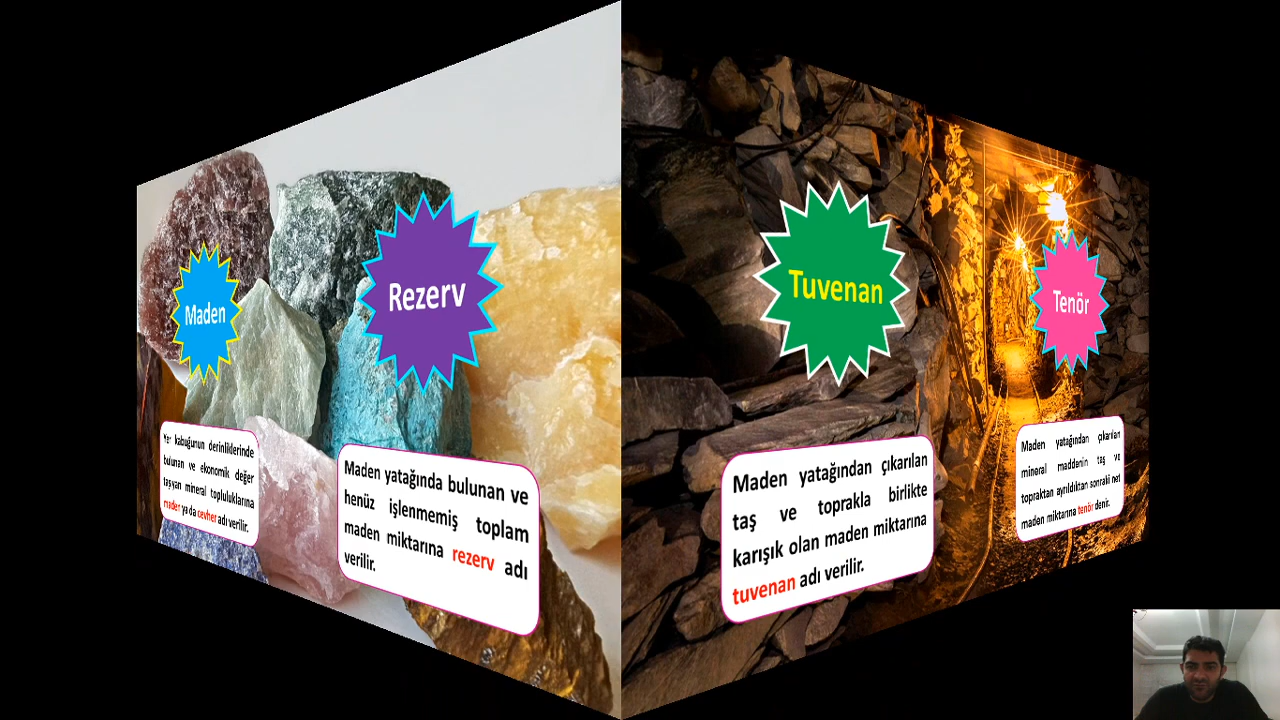 Maden
Yer kabuğunun derinliklerinde
bulunan ve ekonomik değer
taşıyan mineral topluluklarına
maden ya da cevher adı verilir.
Rezerv
Maden yatağında bulunan ve
henüz işlenmemiş toplam
maden miktarına rezerv adı
verilir.
Tuvenan
Maden yatağından çıkarılan
taş ve toprakla birlikte
karışık olan maden miktarına
tuvenan adı verilir.
Tenör
Maden yatağından çıkarılan
mineral maddenin taş ve
topraktan ayrıldıktan sonraki net
maden miktarına tenör denir.